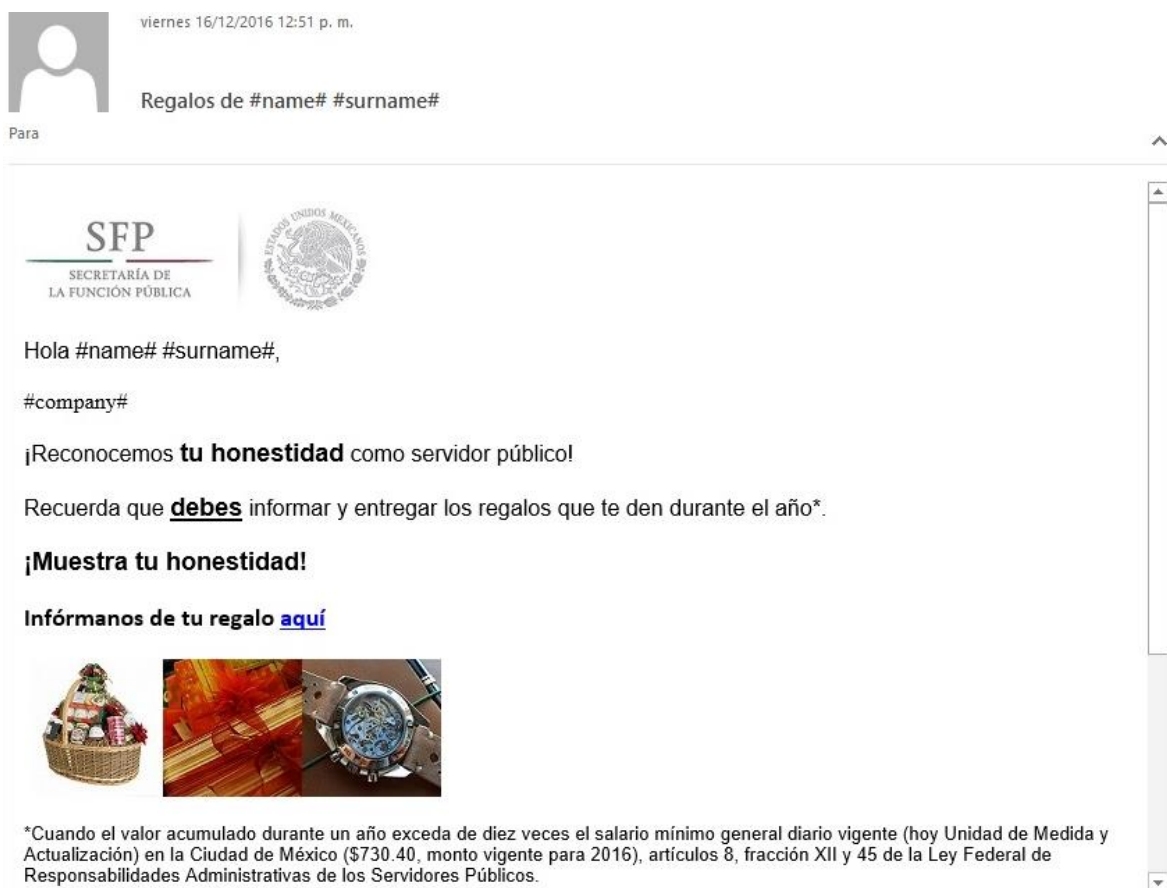 viernes 16/12/2016 12:51 p. m.
Regalos de #name# #surname#
Para
SFP
SECRETARÍA DE
LA FUNCIÓN PÚBLICA
ESTADOS UNIDOS MEXICANOS
Hola #name# #surname#,
#company#
¡Reconocemos tu honestidad como servidor público!
Recuerda que debes informar y entregar los regalos que te den durante el año*.
¡Muestra tu honestidad!
Infórmanos de tu regalo aquí
*Cuando el valor acumulado durante un año exceda de diez veces el salario mínimo general diario vigente (hoy Unidad de Medida y
Actualización) en la Ciudad de México ($730.40, monto vigente para 2016), artículos 8, fracción XII y 45 de la Ley Federal de
Responsabilidades Administrativas de los Servidores Públicos.